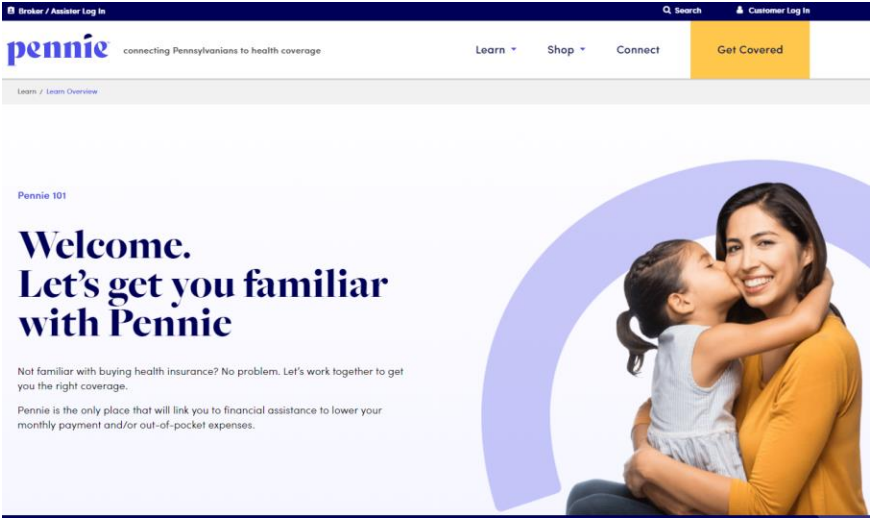 Broker / Assister Log In
Search
Customer Log In
pennie
connecting Pennsylvanians to health coverage
Learn
Shop
Connect
Get Covered
Learn / Learn Overview
Pennie 101
Welcome.
Let's get you familiar
with Pennie
Not familiar with buying health insurance? No problem. Let's work together to get
you the right coverage.
Pennie is the only place that will link you to financial assistance to lower your
monthly payment and/or out-of-pocket expenses.